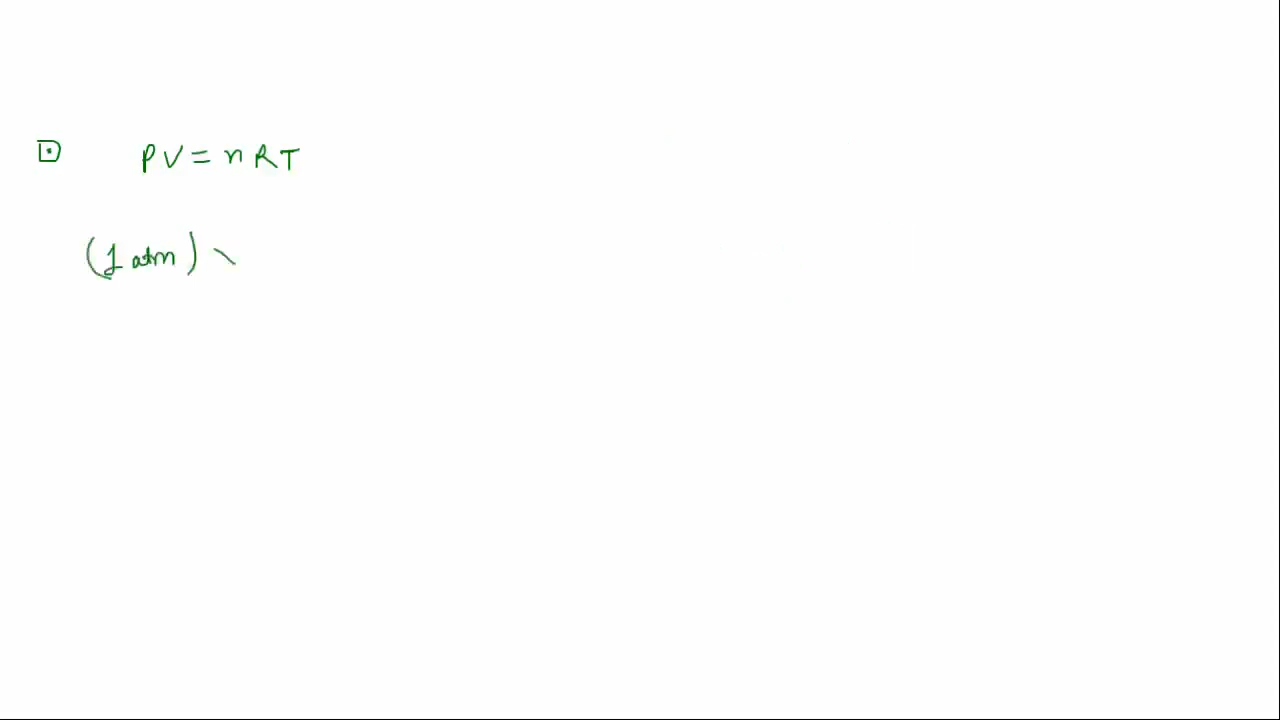 PV = nRT
(1 atm) \